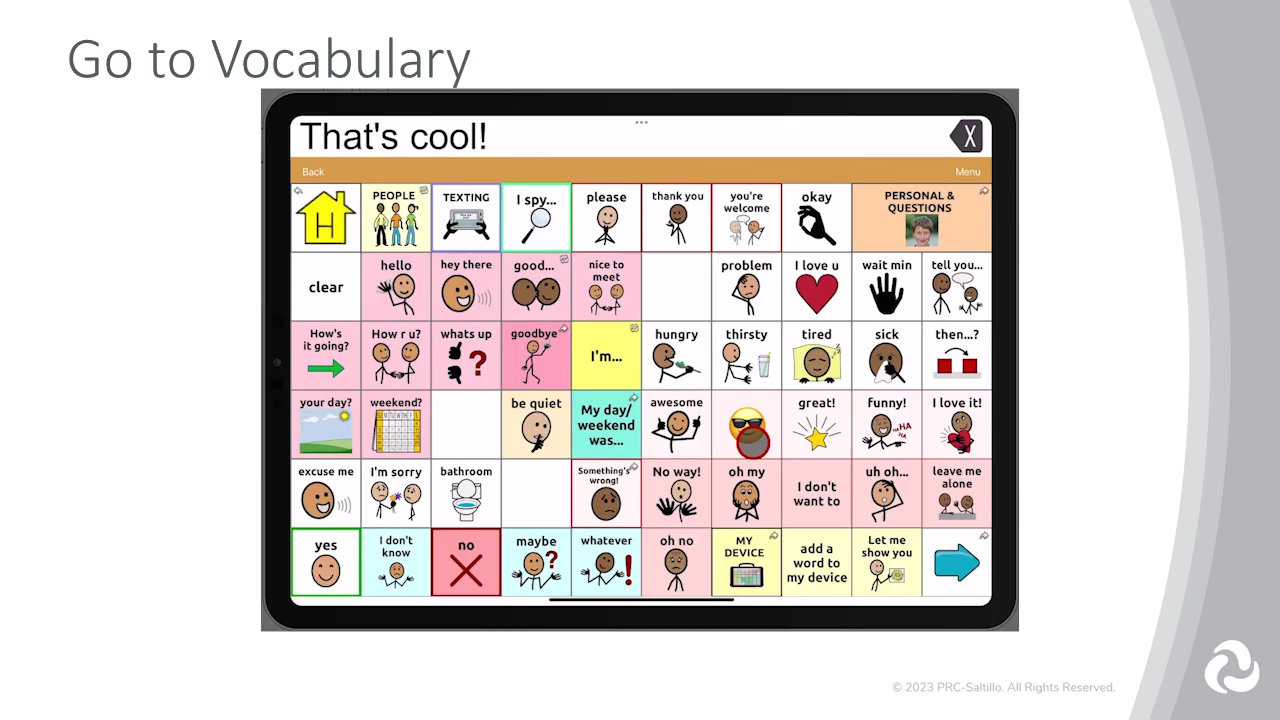 Go to Vocabulary
That's cool!
X
Back
Menu
H
PEOPLE
TEXTING
I spy...
please
thank you
you're
welcome
okay
PERSONAL &
QUESTIONS
clear
hello
hey there
good...
nice to
meet
problem
I love u
wait min
tell you...
How's
it going?
How r u?
whats up
?
goodbye
I'm...
hungry
thirsty
tired
sick
then...?
your day?
weekend?
be quiet
My day/
weekend
was...
awesome
great!
funny!
HA
HA
I love it!
excuse me
I'm sorry
bathroom
Something's
wrong!
No way!
oh my
I don't
want to
uh oh...
leave me
alone
yes
I don't
know
no
maybe
?
whatever
!
oh no
MY
DEVICE
add a
word to
my device
Let me
show you
© 2023 PRC-Saltillo. All Rights Reserved.